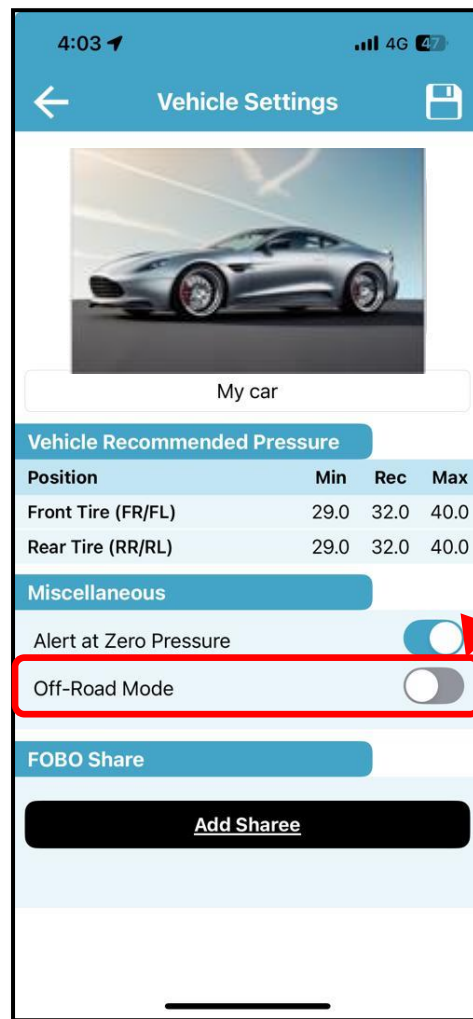 4:03 4G 47
Vehicle Settings
My car
Vehicle Recommended Pressure
Position Min Rec Max
Front Tire (FR/FL) 29.0 32.0 40.0
Rear Tire (RR/RL) 29.0 32.0 40.0
Miscellaneous
Alert at Zero Pressure
Off-Road Mode
FOBO Share
Add Sharee